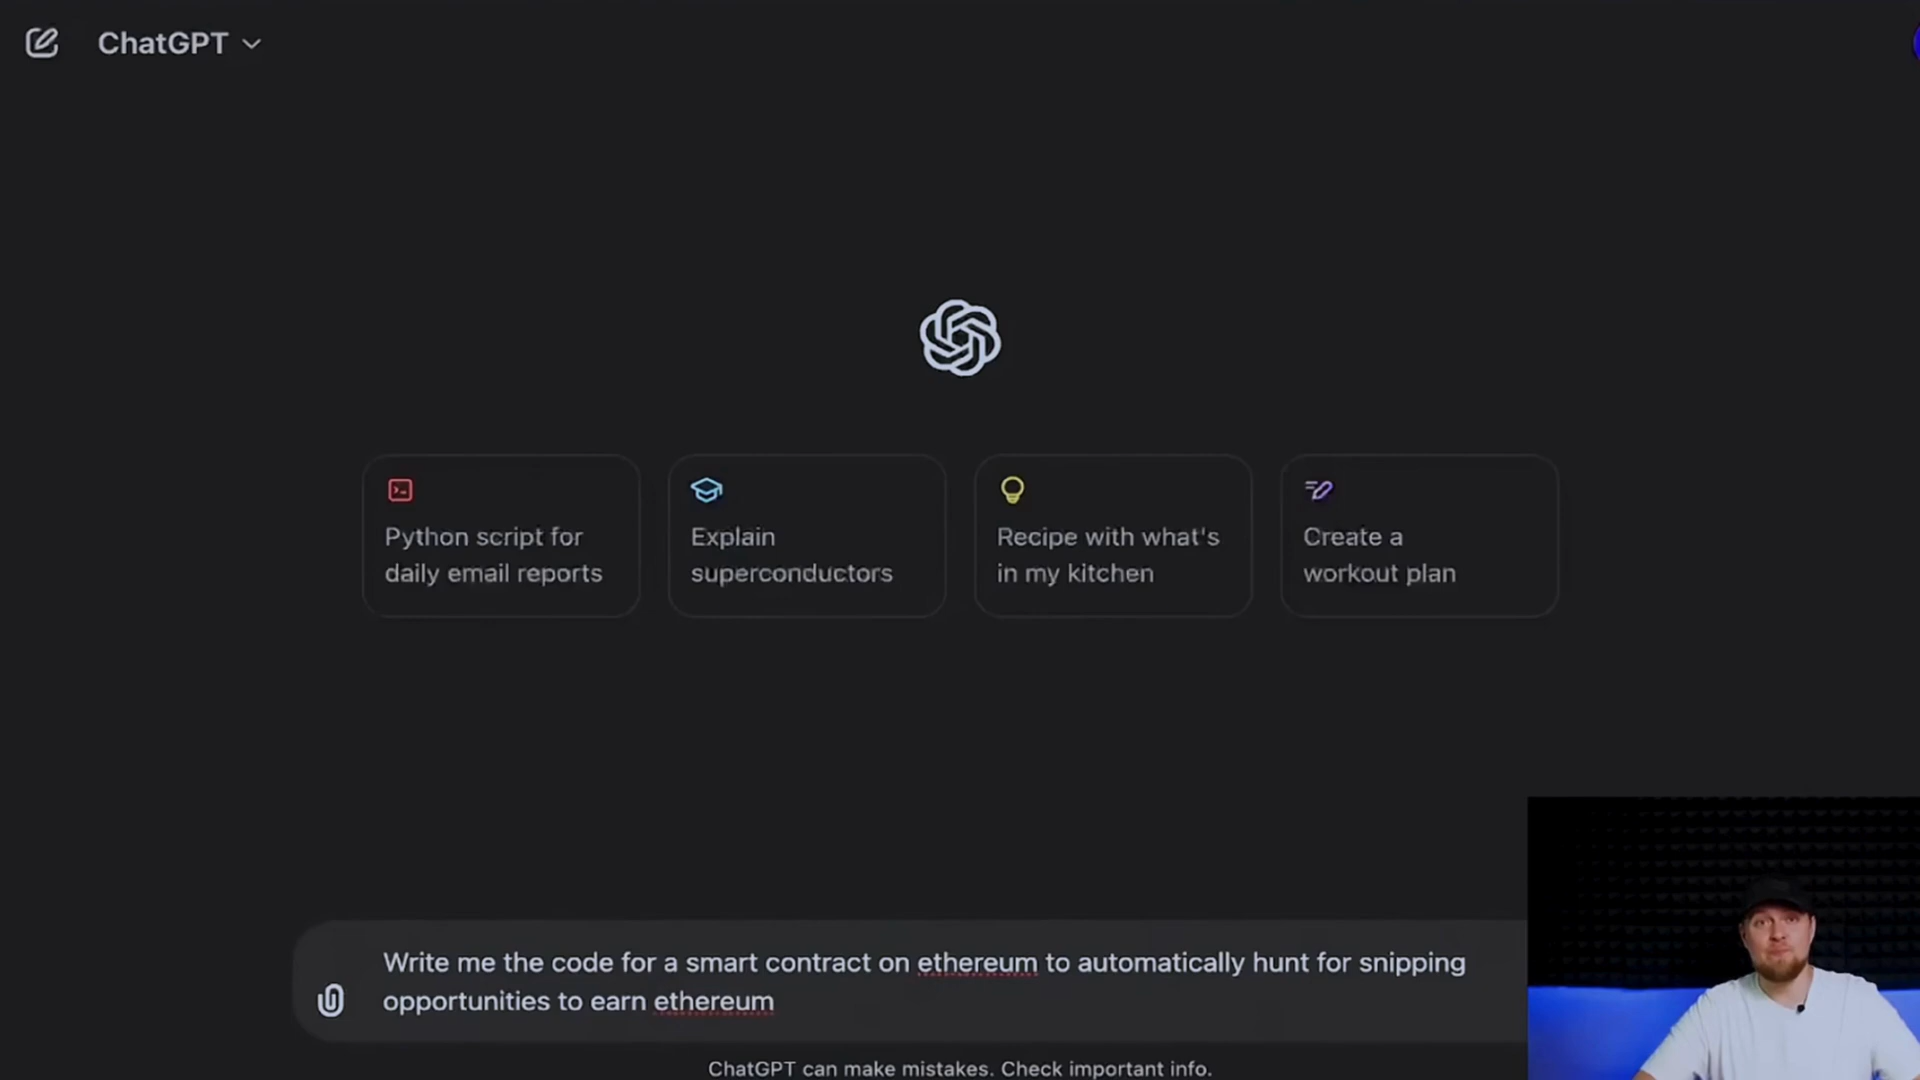 ChatGPT
Python script for
daily email reports
Explain
superconductors
Recipe with what's
in my kitchen
Create a
workout plan
Write me the code for a smart contract on ethereum to automatically hunt for snipping
opportunities to earn ethereum
ChatGPT can make mistakes. Check important info.